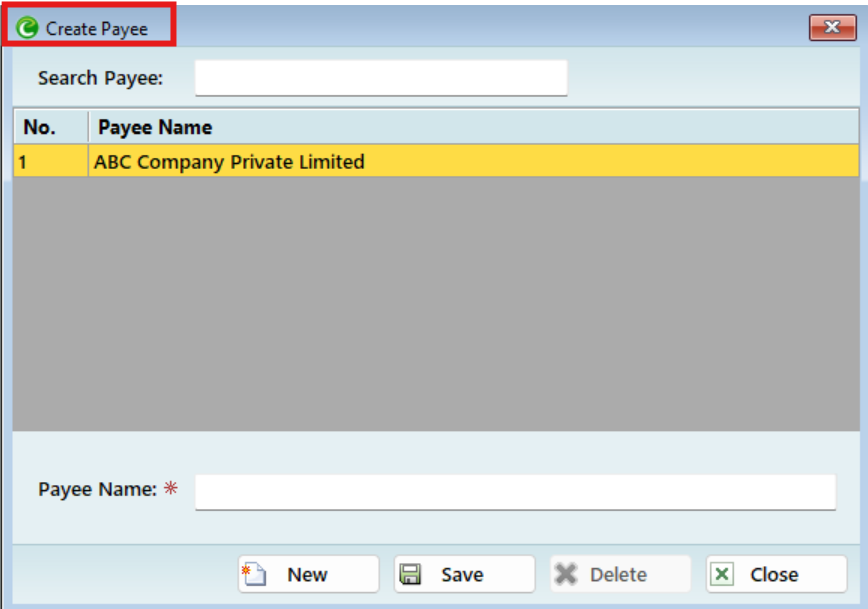 Create Payee
Search Payee:
No. Payee Name
1 ABC Company Private Limited
Payee Name: *
New Save Delete Close